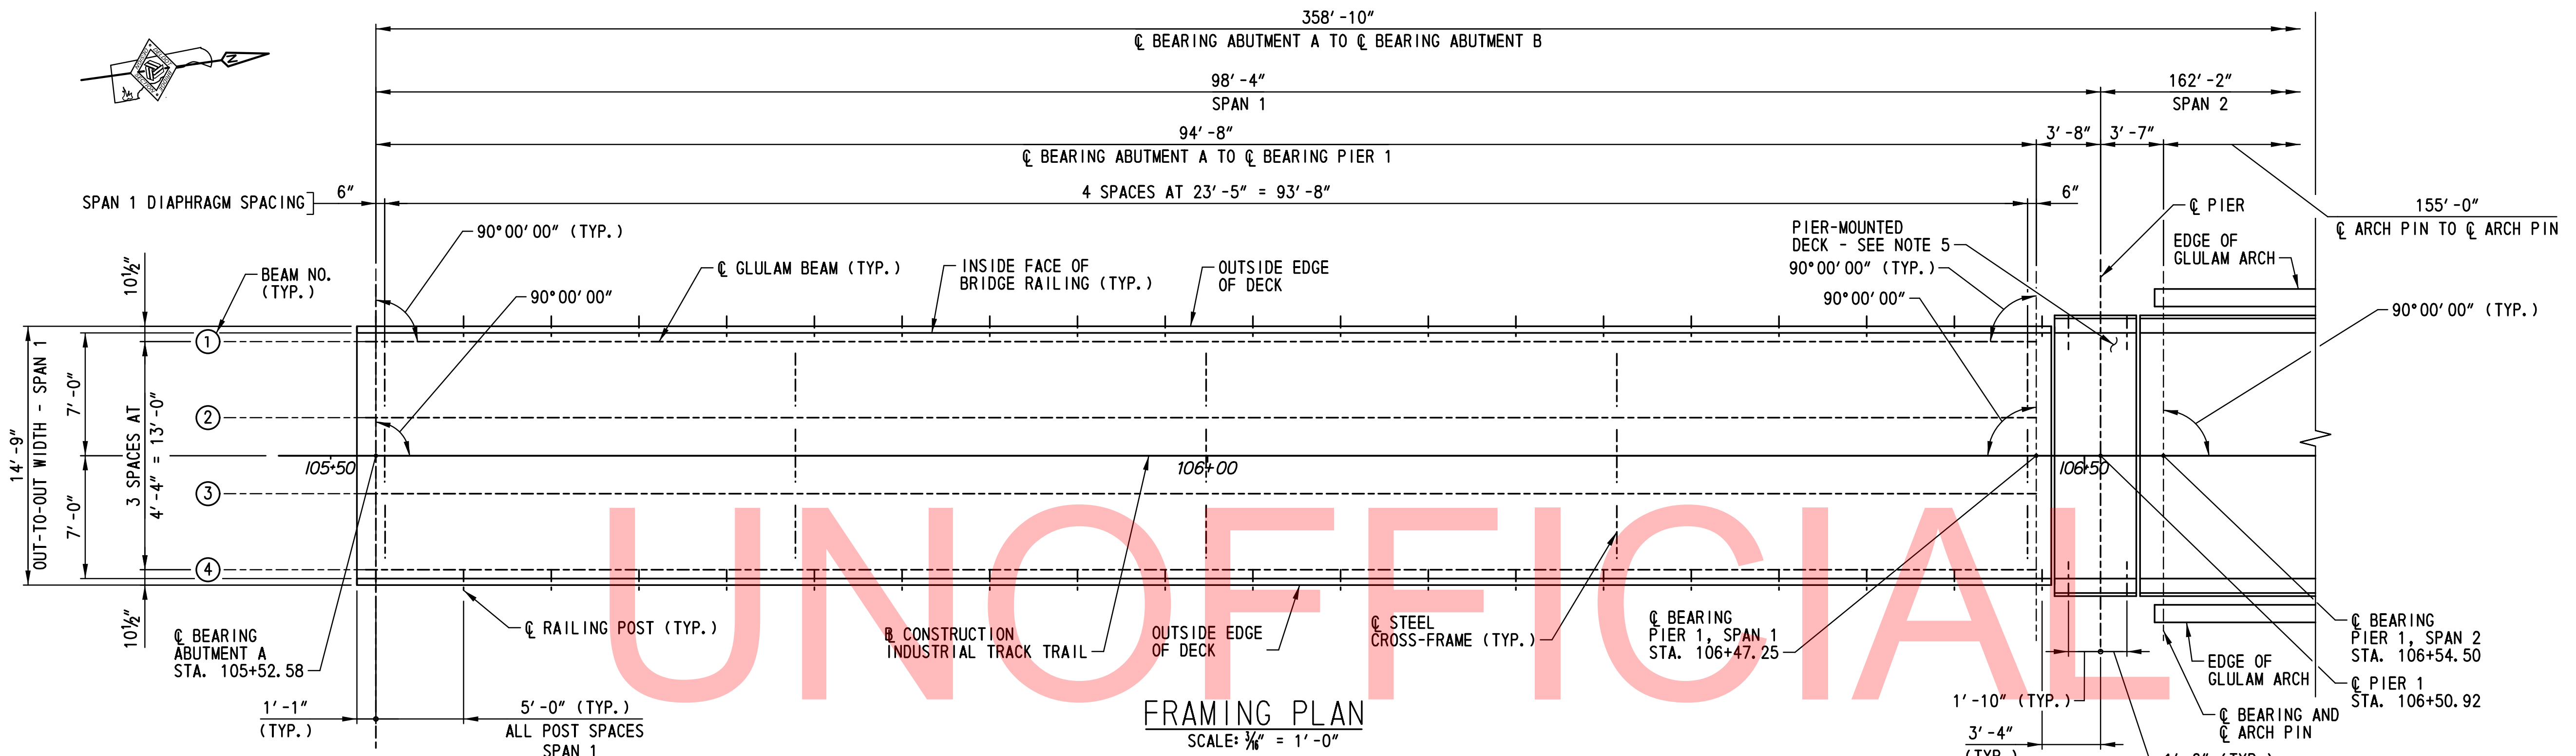 358'-10"
℄ BEARING ABUTMENT A TO ℄ BEARING ABUTMENT B
98'-4"
SPAN 1
162'-2"
SPAN 2
94'-8"
℄ BEARING ABUTMENT A TO ℄ BEARING PIER 1
3'-8"
3'-7"
SPAN 1 DIAPHRAGM SPACING
6"
4 SPACES AT 23'-5" = 93'-8"
6"
155'-0"
℄ ARCH PIN TO ℄ ARCH PIN
N
90°00'00" (TYP.)
90°00'00"
BEAM NO.
(TYP.)
℄ GLULAM BEAM (TYP.)
INSIDE FACE OF
BRIDGE RAILING (TYP.)
OUTSIDE EDGE
OF DECK
PIER-MOUNTED
DECK - SEE NOTE 5
90°00'00" (TYP.)
90°00'00"
℄ PIER
EDGE OF
GLULAM ARCH
90°00'00" (TYP.)
10½"
14'-9"
OUT-TO-OUT WIDTH - SPAN 1
7'-0"
7'-0"
3 SPACES AT
4'-4" = 13'-0"
10½"
1
2
3
4
105+50
106+00
106+50
℄ BEARING
ABUTMENT A
STA. 105+52.58
℄ RAILING POST (TYP.)
1'-1"
(TYP.)
5'-0" (TYP.)
ALL POST SPACES
SPAN 1
BL CONSTRUCTION
INDUSTRIAL TRACK TRAIL
OUTSIDE EDGE
OF DECK
℄ STEEL
CROSS-FRAME (TYP.)
℄ BEARING
PIER 1, SPAN 1
STA. 106+47.25
℄ BEARING
PIER 1, SPAN 2
STA. 106+54.50
EDGE OF
GLULAM ARCH
℄ PIER 1
STA. 106+50.92
℄ BEARING AND
℄ ARCH PIN
1'-10" (TYP.)
3'-4"
(TYP.)
FRAMING PLAN
SCALE: 3/16" = 1'-0"
UNOFFICIAL